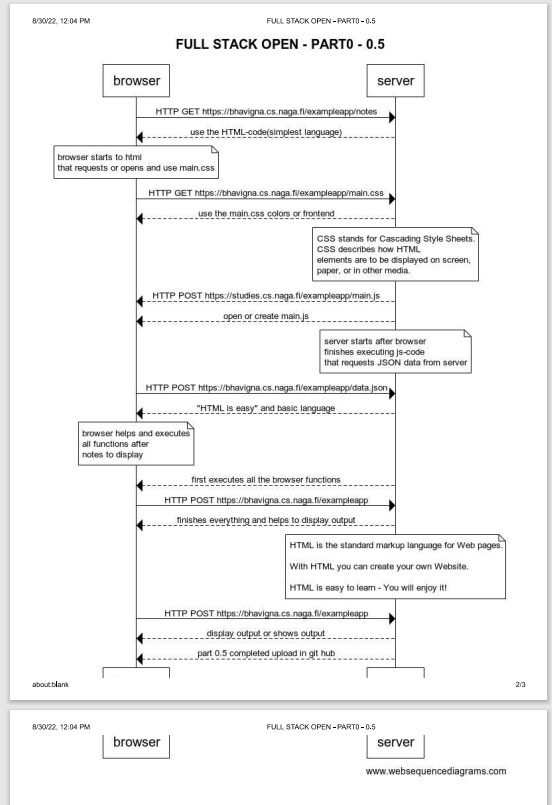 8/30/22, 12:04 PM FULL STACK OPEN - PART0 - 0.5
FULL STACK OPEN - PART0 - 0.5
browser server
HTTP GET https://bhavigna.cs.naga.fi/exampleapp/notes
use the HTML-code(simplest language)
browser starts to html
that requests or opens and use main.css
HTTP GET https://bhavigna.cs.naga.fi/exampleapp/main.css
use the main.css colors or frontend
CSS stands for Cascading Style Sheets.
CSS describes how HTML
elements are to be displayed on screen,
paper, or in other media.
HTTP POST https://studies.cs.naga.fi/exampleapp/main.js
open or create main.js
server starts after browser
finishes executing js-code
that requests JSON data from server
HTTP POST https://bhavigna.cs.naga.fi/exampleapp/data.json
"HTML is easy" and basic language
browser helps and executes
all functions after
notes to display
first executes all the browser functions
HTTP POST https://bhavigna.cs.naga.fi/exampleapp
finishes everything and helps to display output
HTML is the standard markup language for Web pages.
With HTML you can create your own Website.
HTML is easy to learn - You will enjoy it!
HTTP POST https://bhavigna.cs.naga.fi/exampleapp
display output or shows output
part 0.5 completed upload in git hub
about:blank 2/3
8/30/22, 12:04 PM FULL STACK OPEN - PART0 - 0.5
browser server
www.websequencediagrams.com